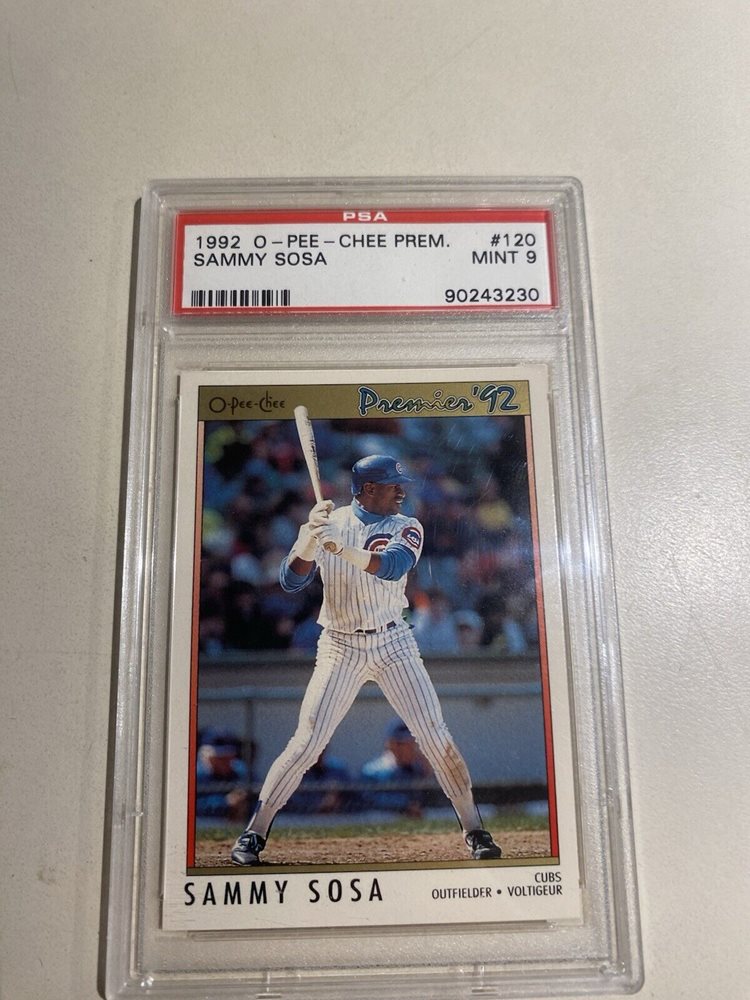 PSA
1992 O-PEE-CHEE PREM. #120
SAMMY SOSA MINT 9
90243230
O-Pee-Chee Premier '92
C
SAMMY SOSA
CUBS
OUTFIELDER • VOLTIGEUR